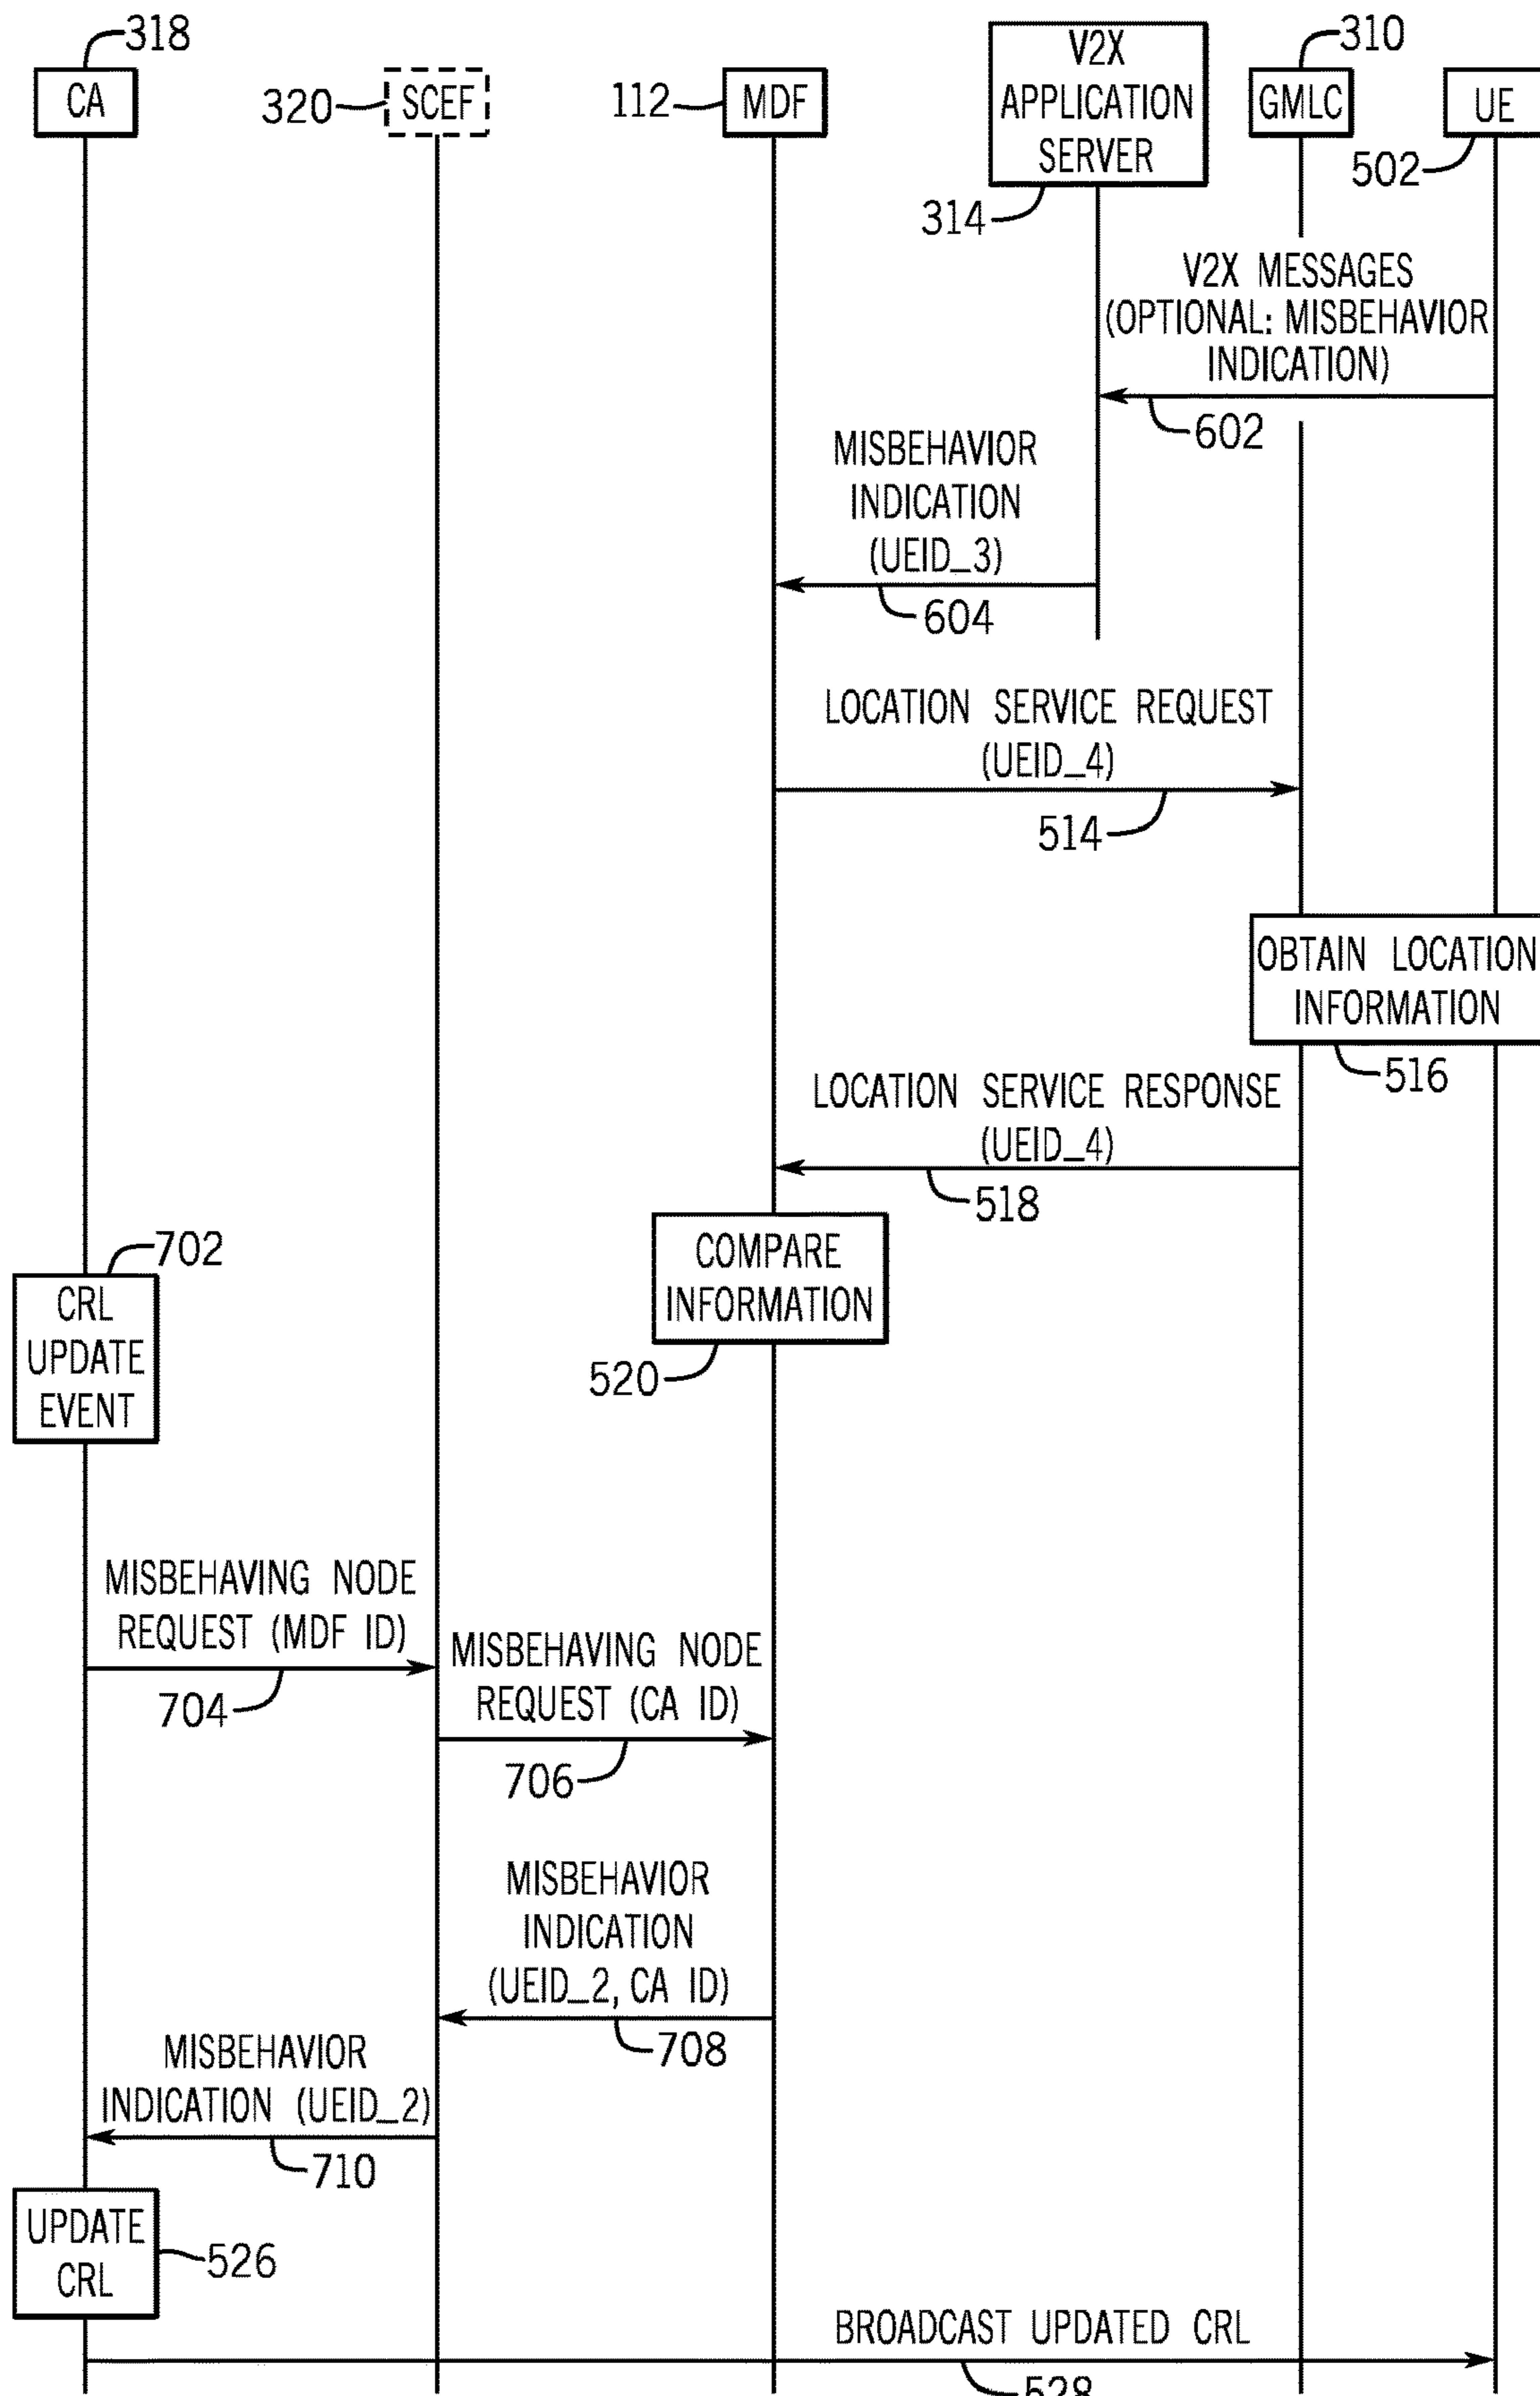 318
CA
320
SCEF
112
MDF
V2X
APPLICATION
SERVER
314
310
GMLC
UE
502
V2X MESSAGES
(OPTIONAL: MISBEHAVIOR
INDICATION)
602
MISBEHAVIOR
INDICATION
(UEID_3)
604
LOCATION SERVICE REQUEST
(UEID_4)
514
OBTAIN LOCATION
INFORMATION
516
LOCATION SERVICE RESPONSE
(UEID_4)
518
COMPARE
INFORMATION
520
702
CRL
UPDATE
EVENT
MISBEHAVING NODE
REQUEST (MDF ID)
704
MISBEHAVING NODE
REQUEST (CA ID)
706
MISBEHAVIOR
INDICATION
(UEID_2, CA ID)
708
MISBEHAVIOR
INDICATION (UEID_2)
710
UPDATE
CRL
526
BROADCAST UPDATED CRL
528